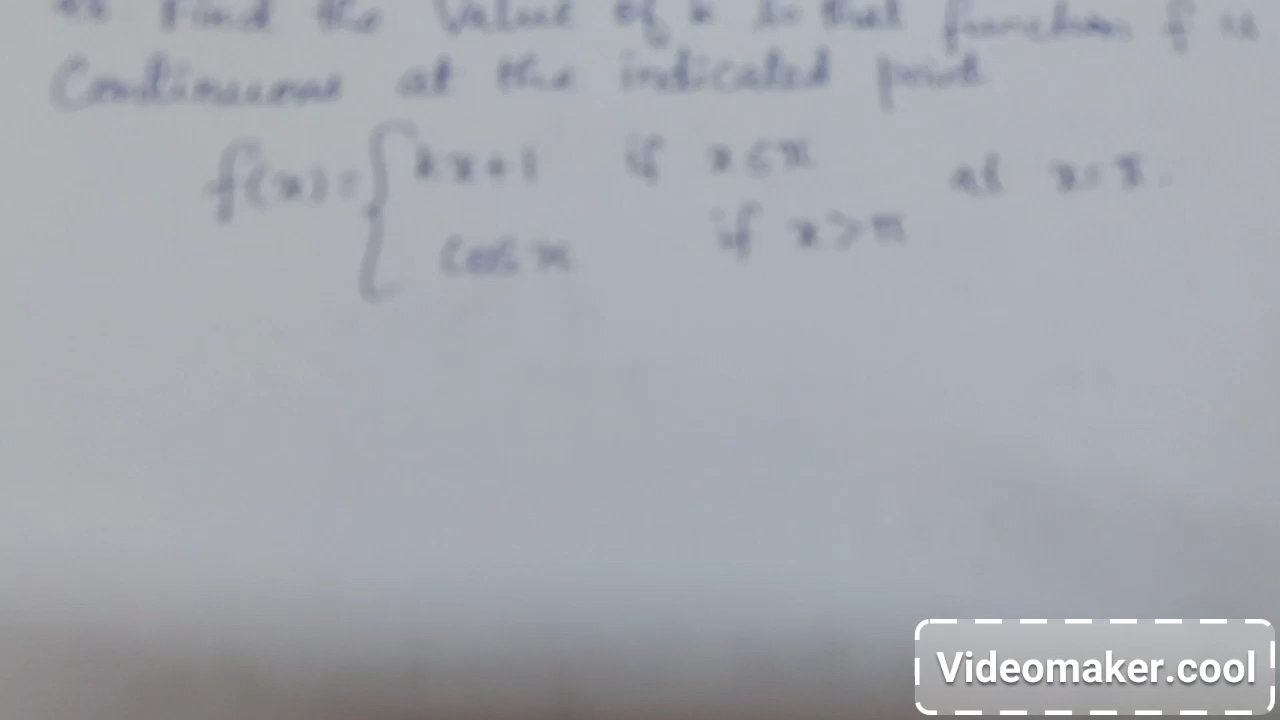 Find the Value of k so that function f is
Continuous at the indicated point
f(x) = { kx + 1 if x ≤ π at x = π.
cos x if x > π
Videomaker.cool